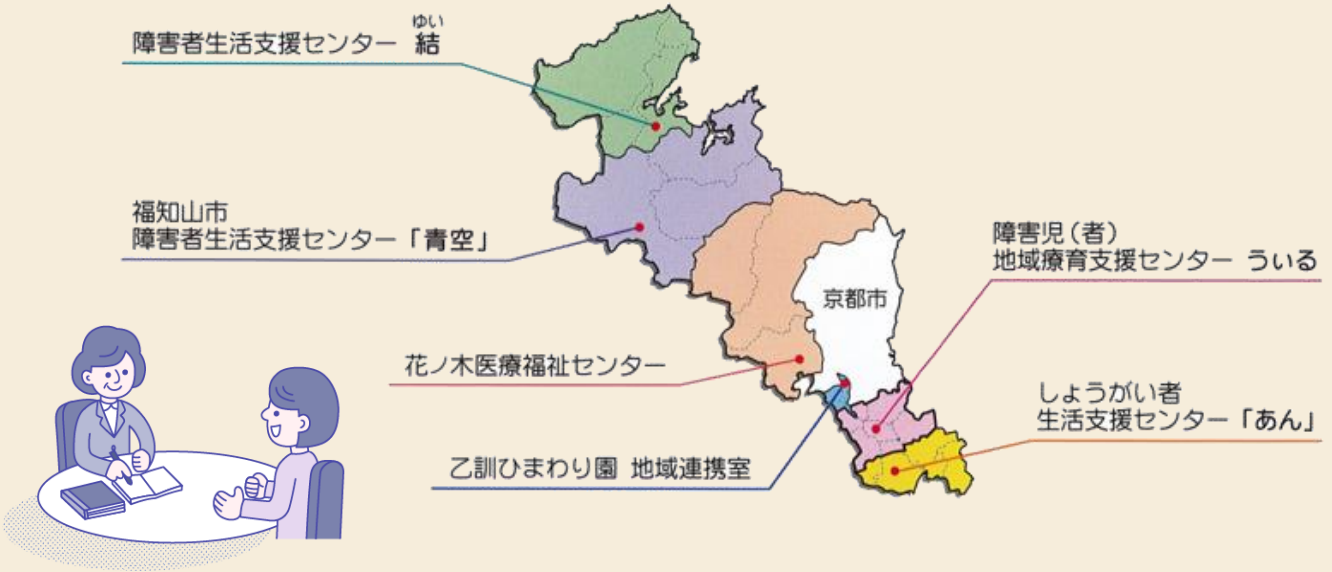 ゆい
障害者生活支援センター 結
福知山市
障害者生活支援センター「青空」
障害児(者)
地域療育支援センター ういる
京都市
花ノ木医療福祉センター
しょうがい者
生活支援センター「あん」
乙訓ひまわり園 地域連携室